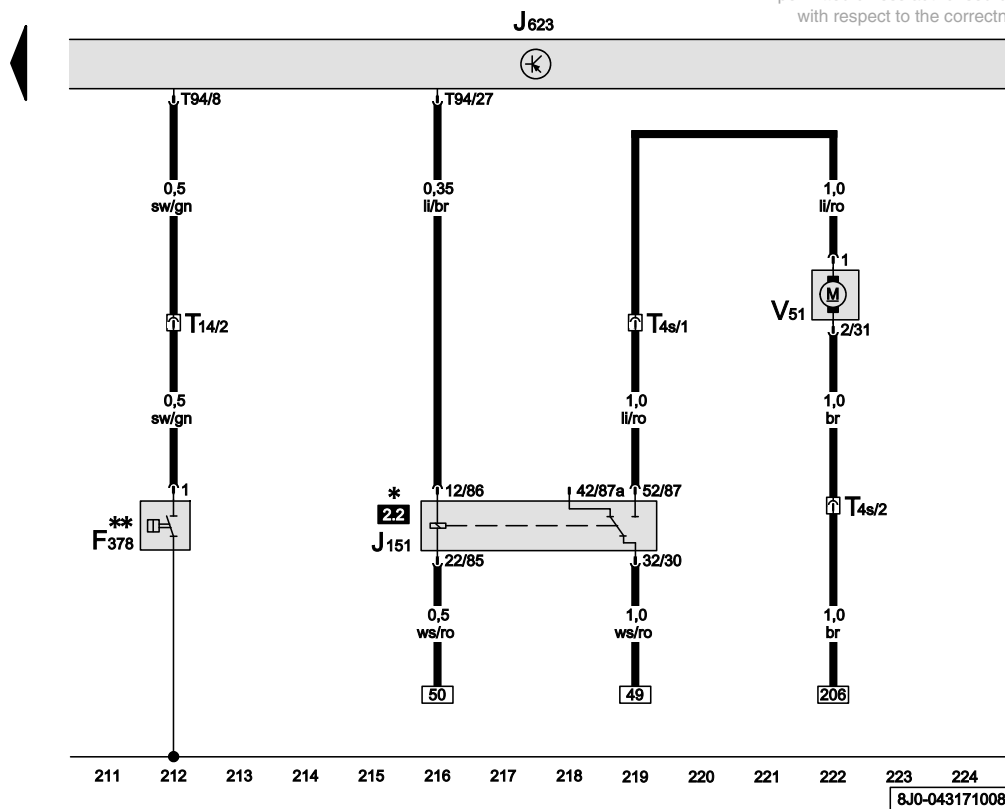 with respect to the correctn
J623
T94/8
T94/27
0,5
sw/gn
0,35
li/br
1,0
li/ro
1
T14/2
T4s/1
M
V51
2/31
0,5
sw/gn
1,0
li/ro
1,0
br
1
*
12/86
42/87a
52/87
**
F378
2.2
J151
T4s/2
22/85
32/30
0,5
ws/ro
1,0
ws/ro
1,0
br
50
49
206
211 212 213 214 215 216 217 218 219 220 221 222 223 224
8J0-043171008